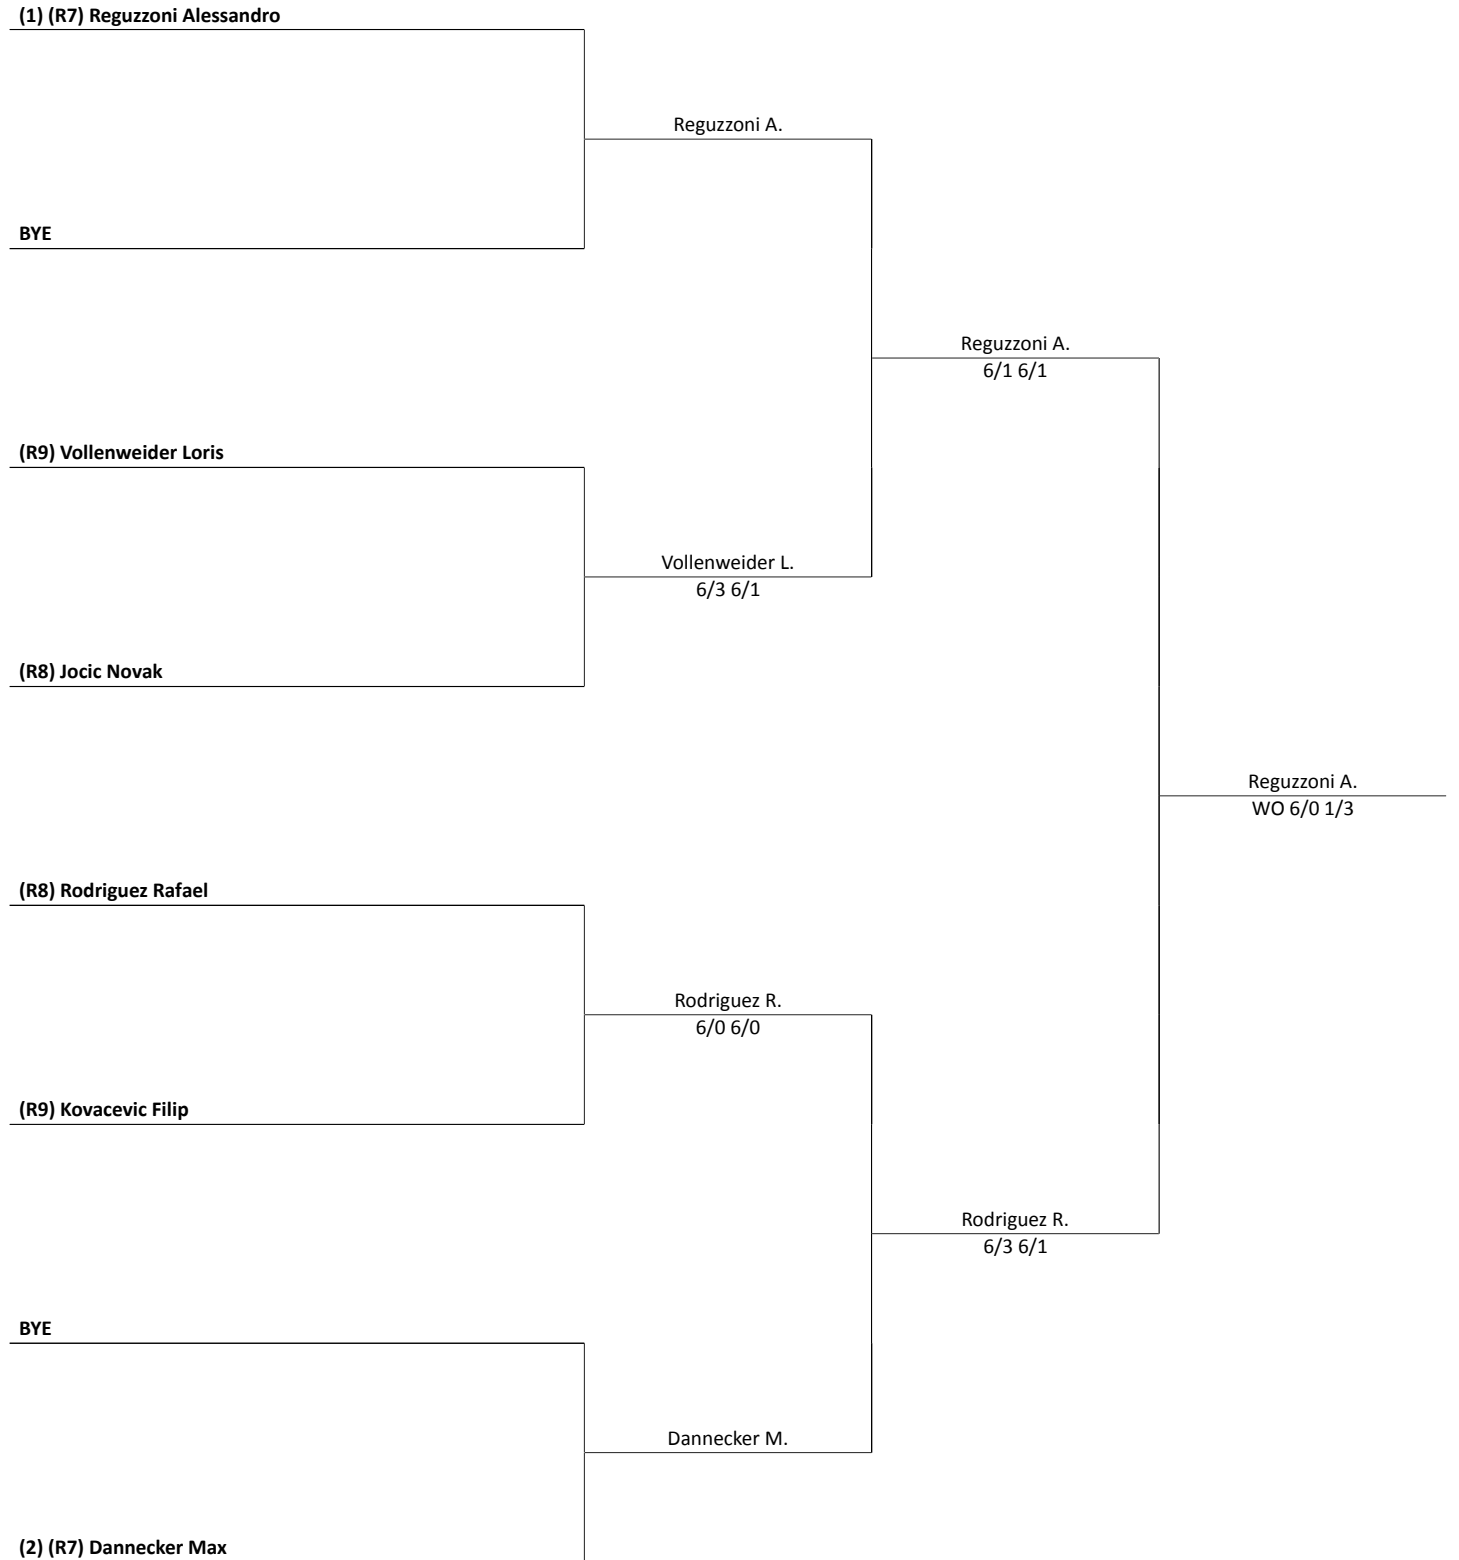 (1) (R7) Reguzzoni Alessandro
Reguzzoni A.
BYE
Reguzzoni A.
6/1 6/1
(R9) Vollenweider Loris
Vollenweider L.
6/3 6/1
(R8) Jocic Novak
Reguzzoni A.
WO 6/0 1/3
(R8) Rodriguez Rafael
Rodriguez R.
6/0 6/0
(R9) Kovacevic Filip
Rodriguez R.
6/3 6/1
BYE
Dannecker M.
(2) (R7) Dannecker Max